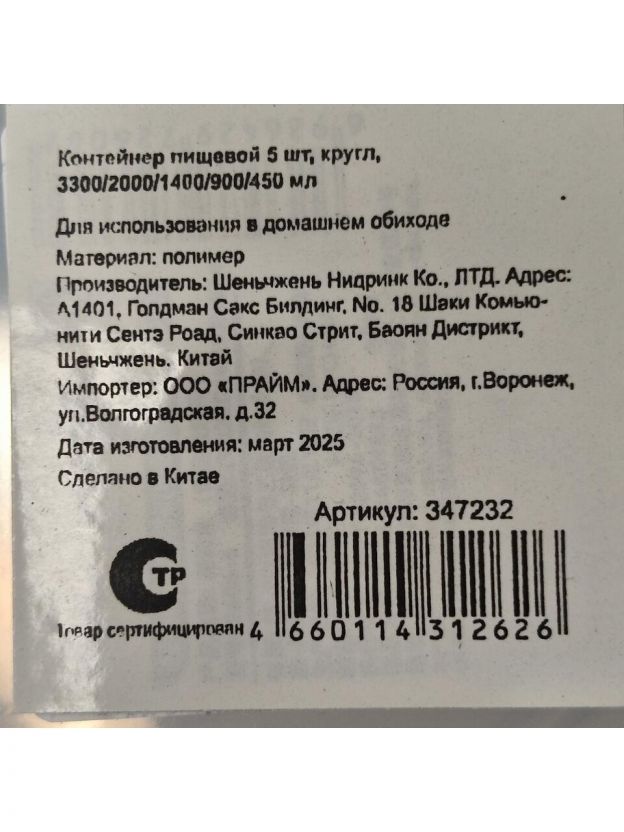 Контейнер пищевой 5 шт, кругл,
3300/2000/1400/900/450 мл
Для использования в домашнем обиходе
Материал: полимер
Производитель: Шеньчжень Нидринк Ко., ЛТД. Адрес:
А1401, Голдман Сакс Билдинг, No. 18 Шаки Комью-
нити Сентэ Роад, Синкао Стрит, Баоян Дистрикт,
Шеньчжень. Китай
Импортер: ООО «ПРАЙМ». Адрес: Россия, г.Воронеж,
ул.Волгоградская, д.32
Дата изготовления: март 2025
Сделано в Китае
Артикул: 347232
СТР
Товар сертифицирован
4 660114 312626